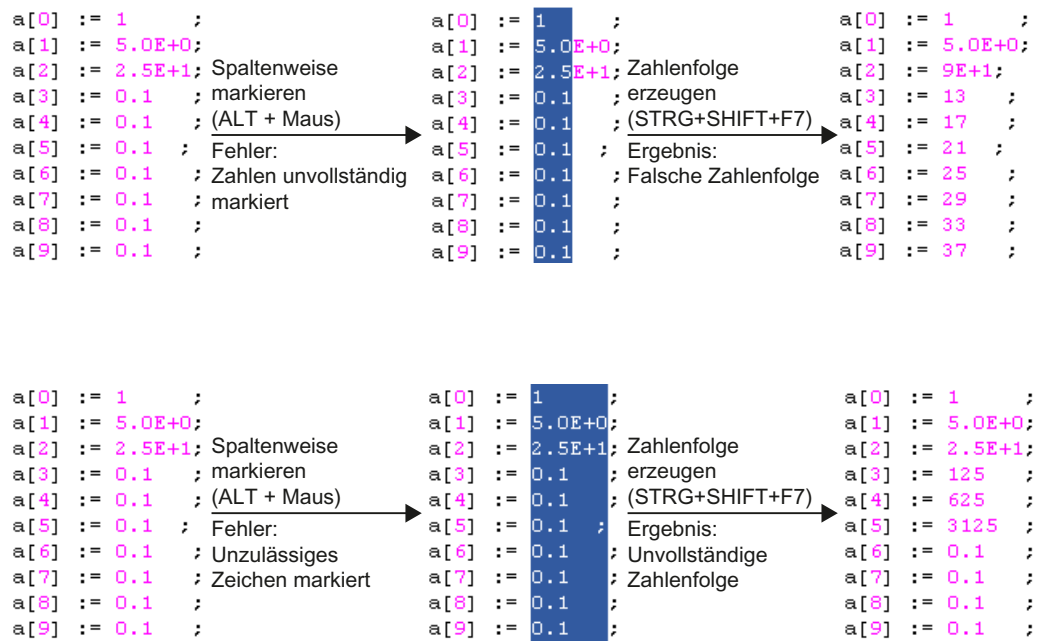 a[0] := 1      ;
a[1] := 5.0E+0;
a[2] := 2.5E+1;
a[3] := 0.1    ;
a[4] := 0.1    ;
a[5] := 0.1   ;
a[6] := 0.1    ;
a[7] := 0.1    ;
a[8] := 0.1    ;
a[9] := 0.1    ;
Spaltenweise
markieren
(ALT + Maus)
Fehler:
Zahlen unvollständig
markiert
a[0] := 1      ;
a[1] := 5.0E+0;
a[2] := 2.5E+1;
a[3] := 0.1    ;
a[4] := 0.1    ;
a[5] := 0.1   ;
a[6] := 0.1    ;
a[7] := 0.1    ;
a[8] := 0.1    ;
a[9] := 0.1    ;
Zahlenfolge
erzeugen
(STRG+SHIFT+F7)
Ergebnis:
Falsche Zahlenfolge
a[0] := 1      ;
a[1] := 5.0E+0;
a[2] := 9E+1;
a[3] := 13    ;
a[4] := 17    ;
a[5] := 21   ;
a[6] := 25    ;
a[7] := 29    ;
a[8] := 33    ;
a[9] := 37    ;
a[0] := 1      ;
a[1] := 5.0E+0;
a[2] := 2.5E+1;
a[3] := 0.1    ;
a[4] := 0.1    ;
a[5] := 0.1   ;
a[6] := 0.1    ;
a[7] := 0.1    ;
a[8] := 0.1    ;
a[9] := 0.1    ;
Spaltenweise
markieren
(ALT + Maus)
Fehler:
Unzulässiges
Zeichen markiert
a[0] := 1      ;
a[1] := 5.0E+0;
a[2] := 2.5E+1;
a[3] := 0.1    ;
a[4] := 0.1    ;
a[5] := 0.1   ;
a[6] := 0.1    ;
a[7] := 0.1    ;
a[8] := 0.1    ;
a[9] := 0.1    ;
Zahlenfolge
erzeugen
(STRG+SHIFT+F7)
Ergebnis:
Unvollständige
Zahlenfolge
a[0] := 1      ;
a[1] := 5.0E+0;
a[2] := 2.5E+1;
a[3] := 125    ;
a[4] := 625    ;
a[5] := 3125   ;
a[6] := 0.1    ;
a[7] := 0.1    ;
a[8] := 0.1    ;
a[9] := 0.1    ;